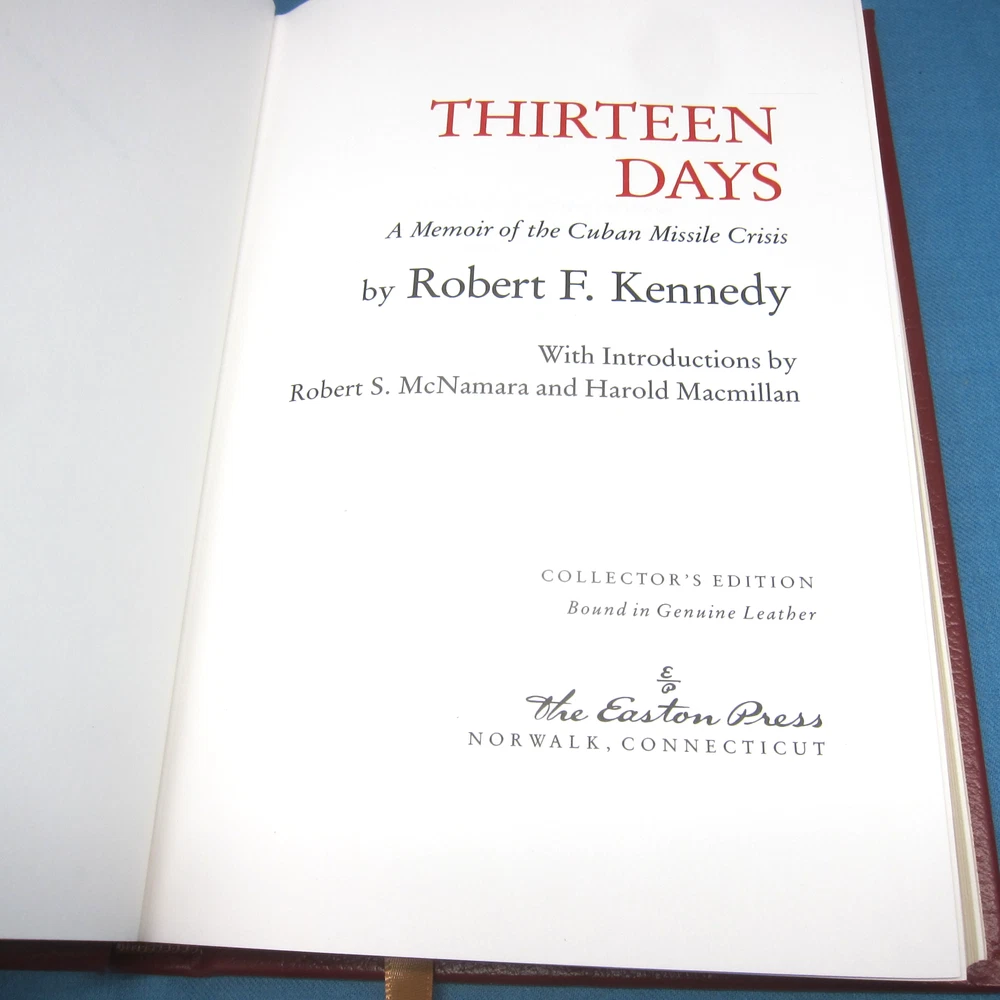 THIRTEEN
DAYS
A Memoir of the Cuban Missile Crisis
by Robert F. Kennedy
With Introductions by
Robert S. McNamara and Harold Macmillan
COLLECTOR'S EDITION
Bound in Genuine Leather
E
P
The Easton Press
NORWALK, CONNECTICUT